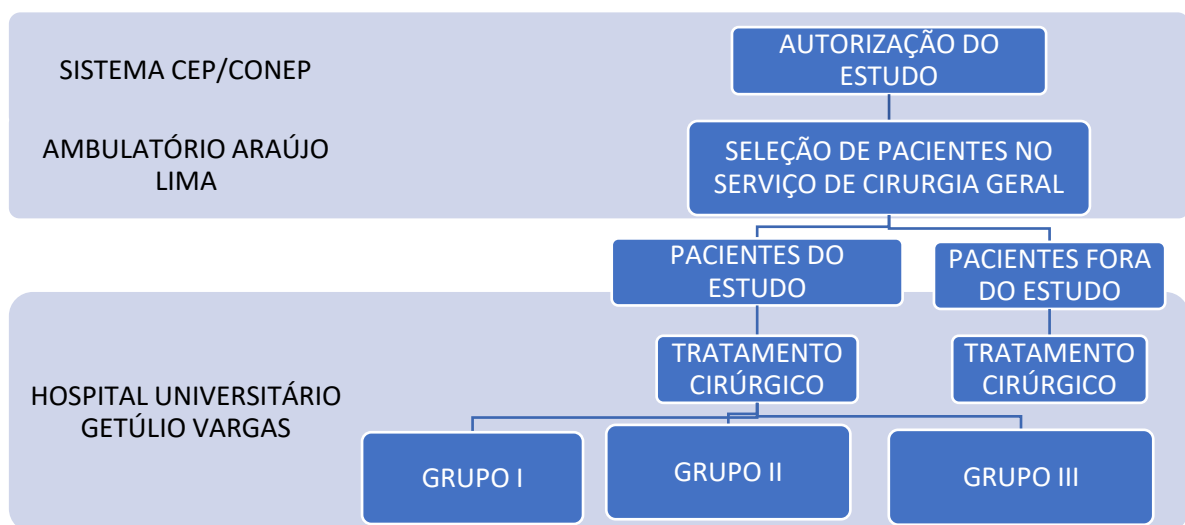 SISTEMA CEP/CONEP
AUTORIZAÇÃO DO
ESTUDO
AMBULATÓRIO ARAÚJO
LIMA
SELEÇÃO DE PACIENTES NO
SERVIÇO DE CIRURGIA GERAL
PACIENTES DO
ESTUDO
PACIENTES FORA
DO ESTUDO
HOSPITAL UNIVERSITÁRIO
GETÚLIO VARGAS
TRATAMENTO
CIRÚRGICO
TRATAMENTO
CIRÚRGICO
GRUPO I
GRUPO II
GRUPO III